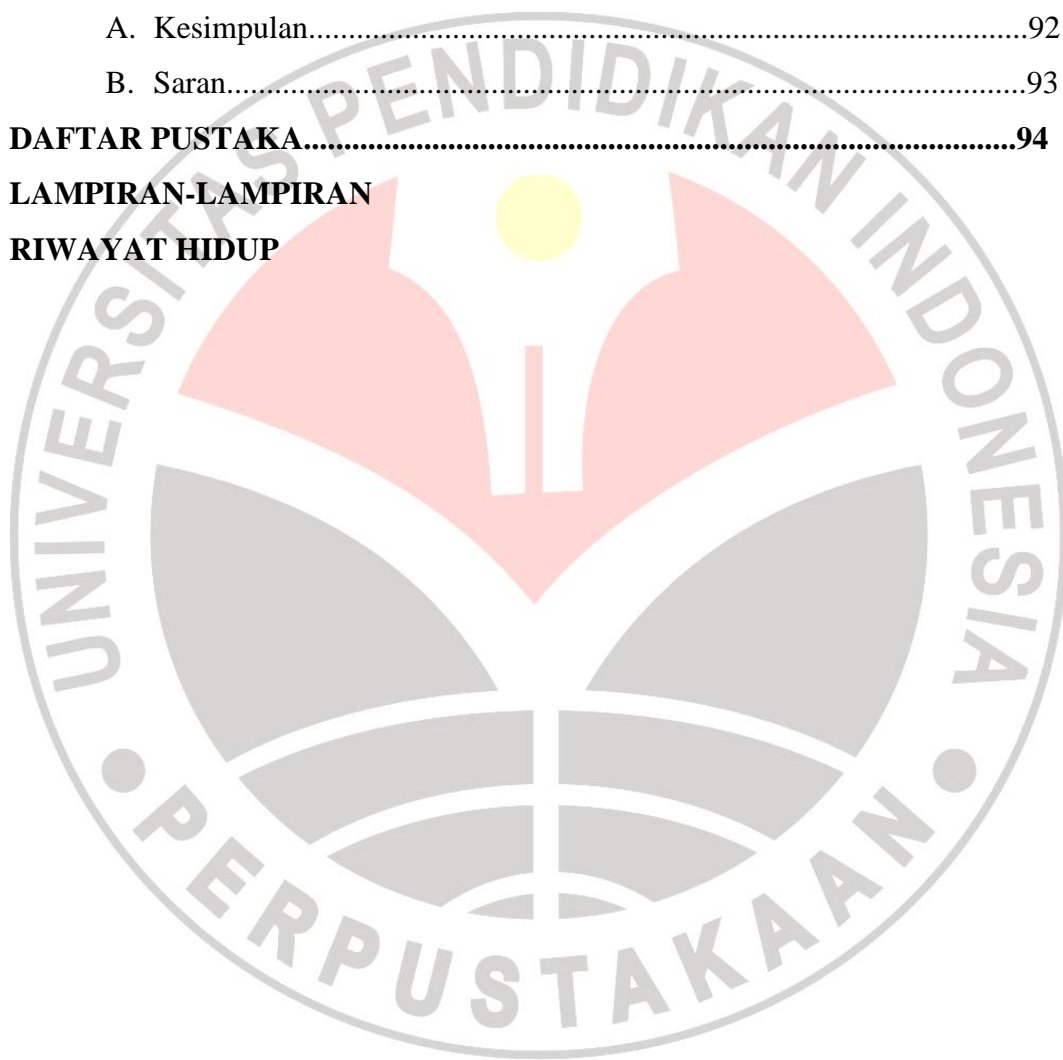 A. Kesimpulan...........................................................................................92
B. Saran.....................................................................................................93
DAFTAR PUSTAKA.........................................................................................94
LAMPIRAN-LAMPIRAN
RIWAYAT HIDUP
UNIVERSITAS PENDIDIKAN INDONESIA
PERPUSTAKAAN